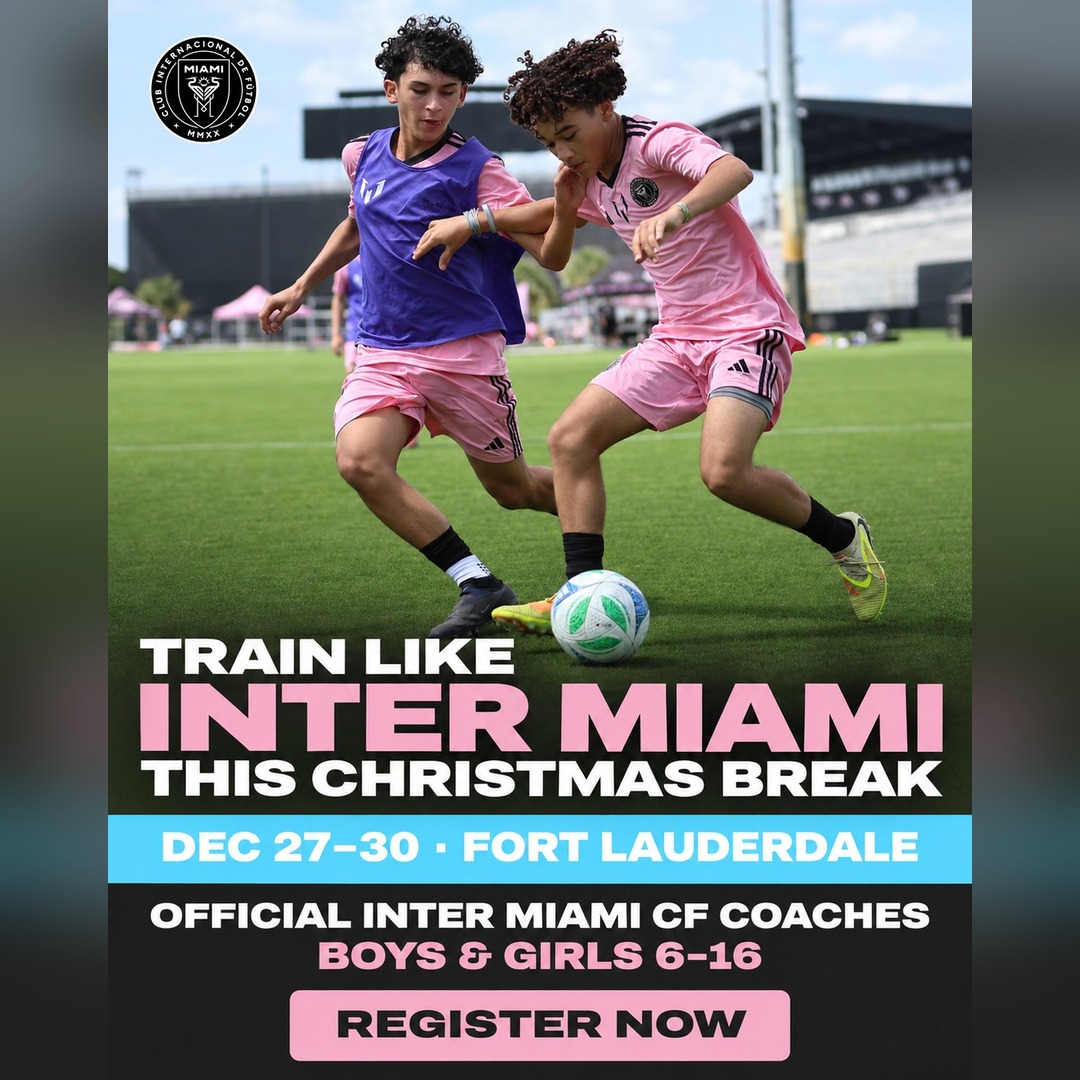 CLUB INTERNACIONAL DE FÚTBOL
MIAMI
MMXX
TRAIN LIKE
INTER MIAMI
THIS CHRISTMAS BREAK
DEC 27-30 · FORT LAUDERDALE
OFFICIAL INTER MIAMI CF COACHES
BOYS & GIRLS 6-16
REGISTER NOW